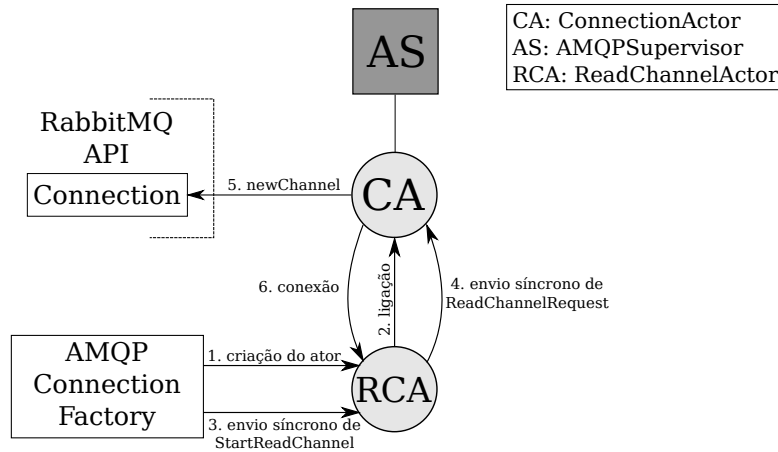 AS
CA: ConnectionActor
AS: AMQPSupervisor
RCA: ReadChannelActor
RabbitMQ
API
Connection
5. newChannel
CA
6. conexão
2. ligação
4. envio síncrono de
ReadChannelRequest
AMQP
Connection
Factory
1. criação do ator
RCA
3. envio síncrono de
StartReadChannel